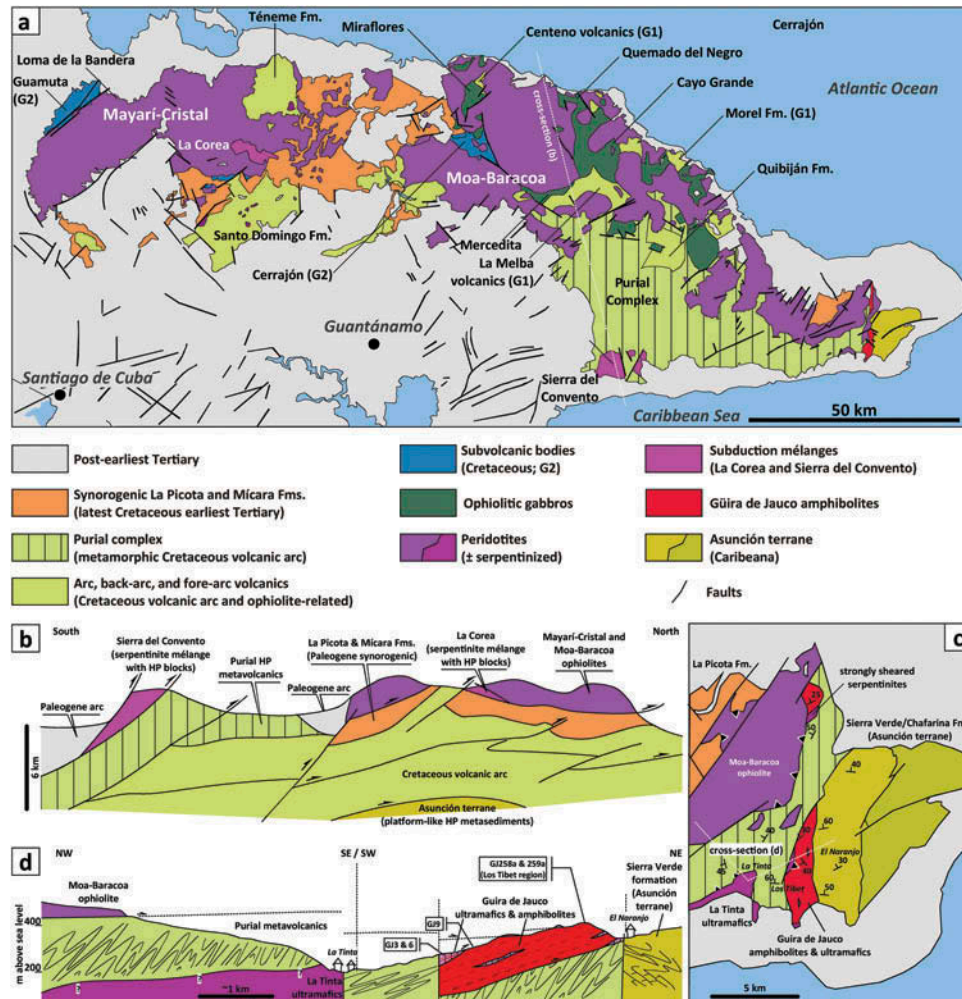 a
Téneme Fm.
Miraflores
Centeno volcanics (G1)
Cerrajón
Loma de la Bandera
Quemado del Negro
Guamuta
(G2)
Cayo Grande
Atlantic Ocean
Mayarí-Cristal
cross-section (b)
Morel Fm. (G1)
La Corea
Moa-Baracoa
Quibiján Fm.
Santo Domingo Fm.
Mercedita
Cerrajón (G2)
La Melba
volcanics (G1)
Purial
Complex
Guantánamo
Santiago de Cuba
Sierra del
Convento
Caribbean Sea
50 km
Post-earliest Tertiary
Synorogenic La Picota and Mícara Fms.
(latest Cretaceous earliest Tertiary)
Purial complex
(metamorphic Cretaceous volcanic arc)
Arc, back-arc, and fore-arc volcanics
(Cretaceous volcanic arc and ophiolite-related)
Subvolcanic bodies
(Cretaceous; G2)
Ophiolitic gabbros
Peridotites
(± serpentinized)
Subduction mélanges
(La Corea and Sierra del Convento)
Güira de Jauco amphibolites
Asunción terrane
(Caribeana)
Faults
b
South
North
Sierra del Convento
(serpentinite mélange
with HP blocks)
Purial HP
metavolcanics
La Picota & Mícara Fms.
(Paleogene synorogenic)
La Corea
(serpentinite mélange
with HP blocks)
Mayarí-Cristal and
Moa-Baracoa
ophiolites
Paleogene arc
Paleogene arc
6 km
Cretaceous volcanic arc
Asunción terrane
(platform-like HP metasediments)
c
La Picota Fm.
strongly sheared
serpentinites
25
Sierra Verde/Chafarina Fm
(Asunción terrane)
Moa-Baracoa
ophiolite
40
60
40
El Naranjo
cross-section (d)
La Tinta
30
45
60
Los Tibet
50
La Tinta
ultramafics
Guira de Jauco
amphibolites & ultramafics
5 km
d
NW
SE / SW
NE
GJ258a & 259a
(Los Tibet region)
Moa-Baracoa
ophiolite
Sierra Verde
formation
(Asunción
terrane)
m above sea level
400
200
Purial metavolcanics
Guira de Jauco
ultramafics & amphibolites
GJ9
El Naranjo
GJ3 & 6
La Tinta
La Tinta
ultramafics
~1 km